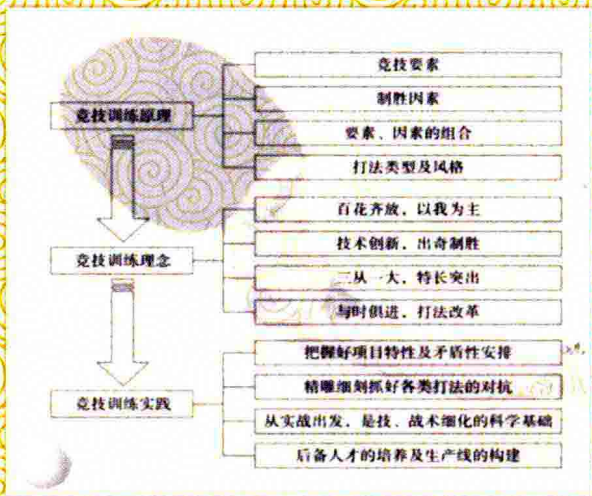 竞技训练原理
竞技要素
制胜因素
要素、因素的组合
打法类型及风格
竞技训练理念
百花齐放，以我为主
技术创新，出奇制胜
三从一大，特长突出
与时俱进，打法改革
竞技训练实践
把握好项目特性及矛盾性安排
精雕细刻抓好各类打法的对抗
从实战出发，是技、战术细化的科学基础
后备人才的培养及生产线的构建